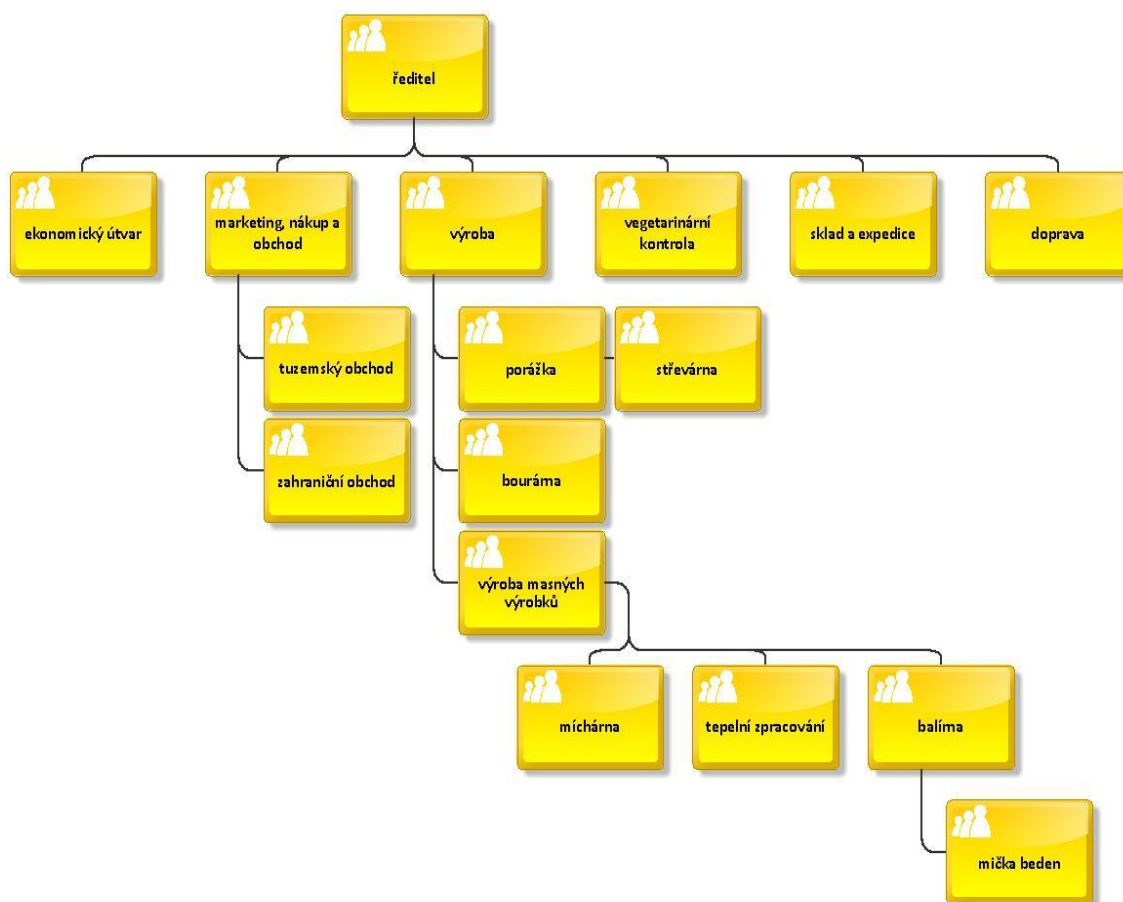 ředitel
ekonomický útvar
marketing, nákup a
obchod
výroba
vegetarinární
kontrola
sklad a expedice
doprava
tuzemský obchod
porážka
střevárna
zahraniční obchod
bourárna
výroba masných
výrobků
míchárna
tepelní zpracování
balírna
mička beden